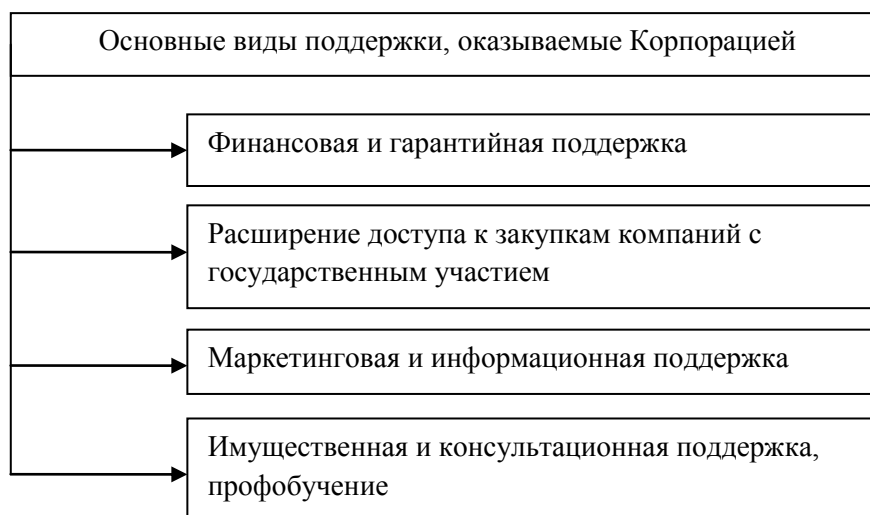 Основные виды поддержки, оказываемые Корпорацией
Финансовая и гарантийная поддержка
Расширение доступа к закупкам компаний с
государственным участием
Маркетинговая и информационная поддержка
Имущественная и консультационная поддержка,
профобучение